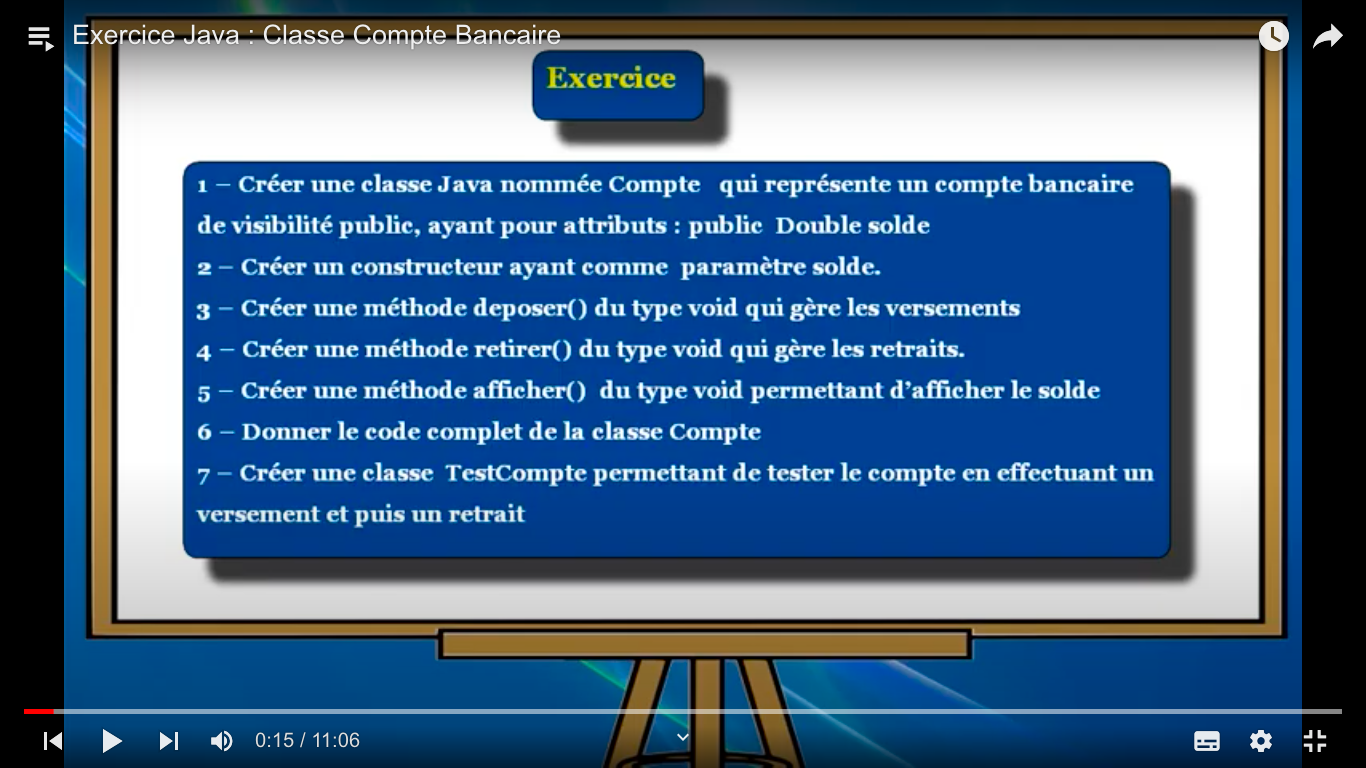 Exercice Java : Classe Compte Bancaire
Exercice
1 – Créer une classe Java nommée Compte qui représente un compte bancaire
de visibilité public, ayant pour attributs : public Double solde
2 – Créer un constructeur ayant comme paramètre solde.
3 – Créer une méthode deposer() du type void qui gère les versements
4 – Créer une méthode retirer() du type void qui gère les retraits.
5 – Créer une méthode afficher() du type void permettant d’afficher le solde
6 – Donner le code complet de la classe Compte
7 – Créer une classe TestCompte permettant de tester le compte en effectuant un
versement et puis un retrait
0:15 / 11:06